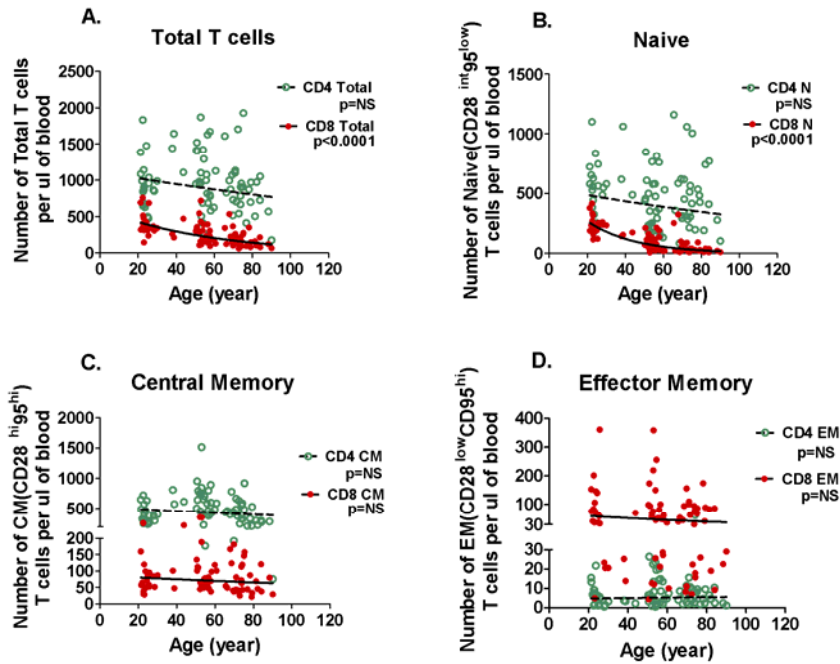 A.
Total T cells
Number of Total T cells
per ul of blood
2500
2000
1500
1000
500
0
0 20 40 60 80 100 120
Age (year)
CD4 Total
p=NS
CD8 Total
p<0.0001
B.
Naive
Number of Naive(CD28 int95low)
T cells per ul of blood
1500
1000
500
0
0 20 40 60 80 100 120
Age (year)
CD4 N
p=NS
CD8 N
p<0.0001
C.
Central Memory
Number of CM(CD28 hi95hi)
T cells per ul of blood
2000
1500
1000
500
200
150
100
50
0
0 20 40 60 80 100 120
Age (year)
CD4 CM
p=NS
CD8 CM
p=NS
D.
Effector Memory
Number of EM(CD28 lowCD95hi)
T cells per ul of blood
400
300
200
100
30
30
20
10
0
0 20 40 60 80 100 120
Age (year)
CD4 EM
p=NS
CD8 EM
p=NS